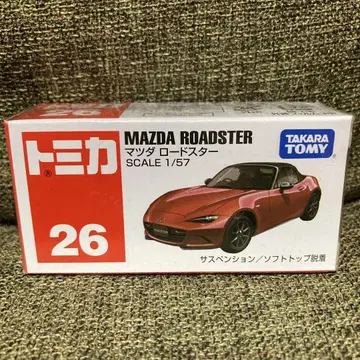 トミカ
®
26
MAZDA ROADSTER
マツダ ロードスター
SCALE 1/57
TAKARA
TOMY
サスペンション/ソフトトップ脱着